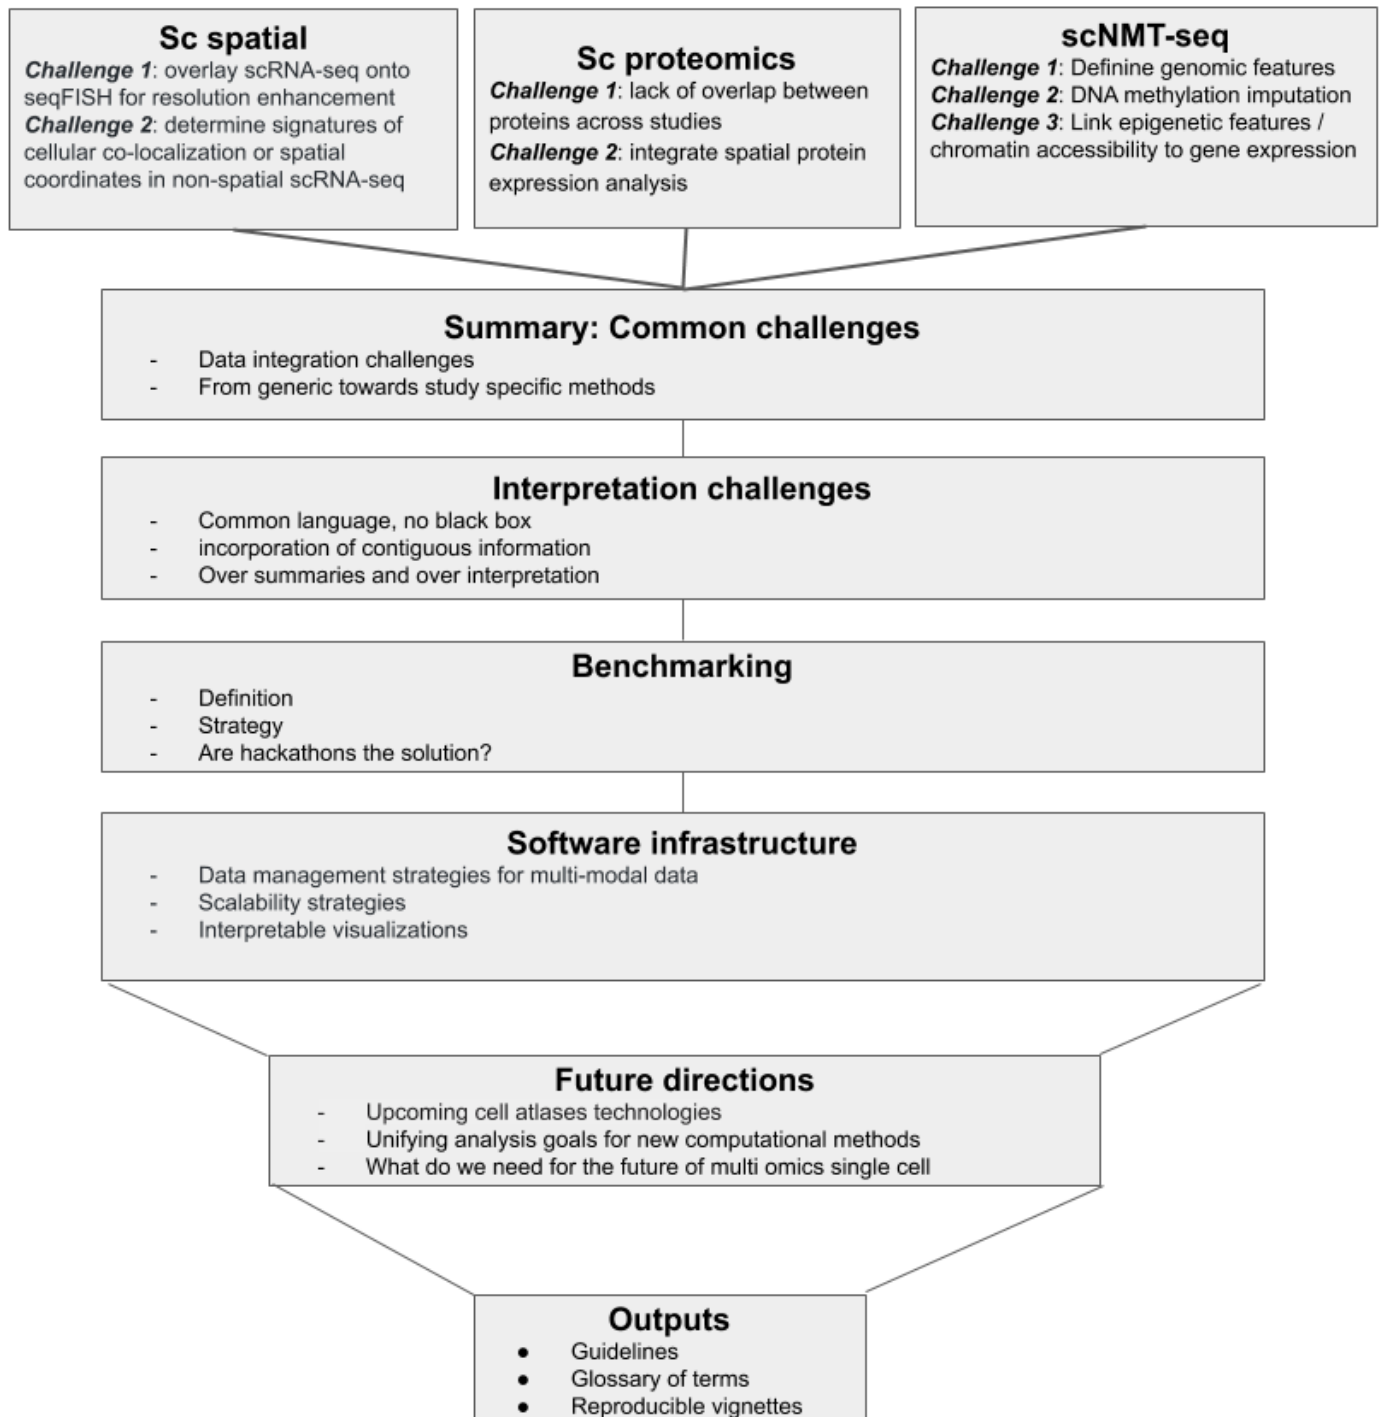 Sc spatial
Challenge 1: overlay scRNA-seq onto
seqFISH for resolution enhancement
Challenge 2: determine signatures of
cellular co-localization or spatial
coordinates in non-spatial scRNA-seq
Sc proteomics
Challenge 1: lack of overlap between
proteins across studies
Challenge 2: integrate spatial protein
expression analysis
scNMT-seq
Challenge 1: Definine genomic features
Challenge 2: DNA methylation imputation
Challenge 3: Link epigenetic features /
chromatin accessibility to gene expression
Summary: Common challenges
- Data integration challenges
- From generic towards study specific methods
Interpretation challenges
- Common language, no black box
- incorporation of contiguous information
- Over summaries and over interpretation
Benchmarking
- Definition
- Strategy
- Are hackathons the solution?
Software infrastructure
- Data management strategies for multi-modal data
- Scalability strategies
- Interpretable visualizations
Future directions
- Upcoming cell atlases technologies
- Unifying analysis goals for new computational methods
- What do we need for the future of multi omics single cell
Outputs
● Guidelines
● Glossary of terms
● Reproducible vignettes